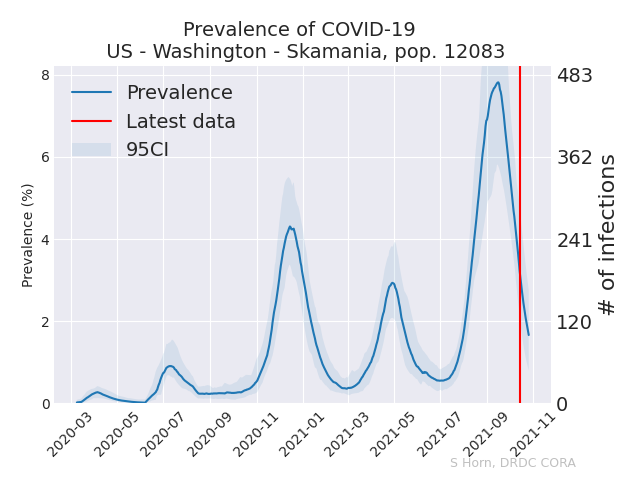 Prevalence of COVID-19
US - Washington - Skamania, pop. 12083
Prevalence
Latest data
95CI
8
6
4
2
0
Prevalence (%)
483
362
241
120
0
# of infections
2020-03
2020-05
2020-07
2020-09
2020-11
2021-01
2021-03
2021-05
2021-07
2021-09
2021-11
S Horn, DRDC CORA